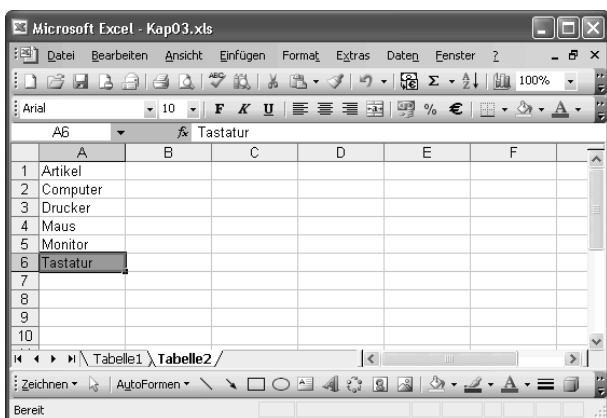 Microsoft Excel - Kap03.xls
Datei Bearbeiten Ansicht Einfügen Format Extras Daten Fenster ?
100%
Arial 10 F K U % €
A6 fx Tastatur
A B C D E F
1 Artikel
2 Computer
3 Drucker
4 Maus
5 Monitor
6 Tastatur
7
8
9
10
Tabelle1 Tabelle2
Zeichnen AutoFormen
Bereit